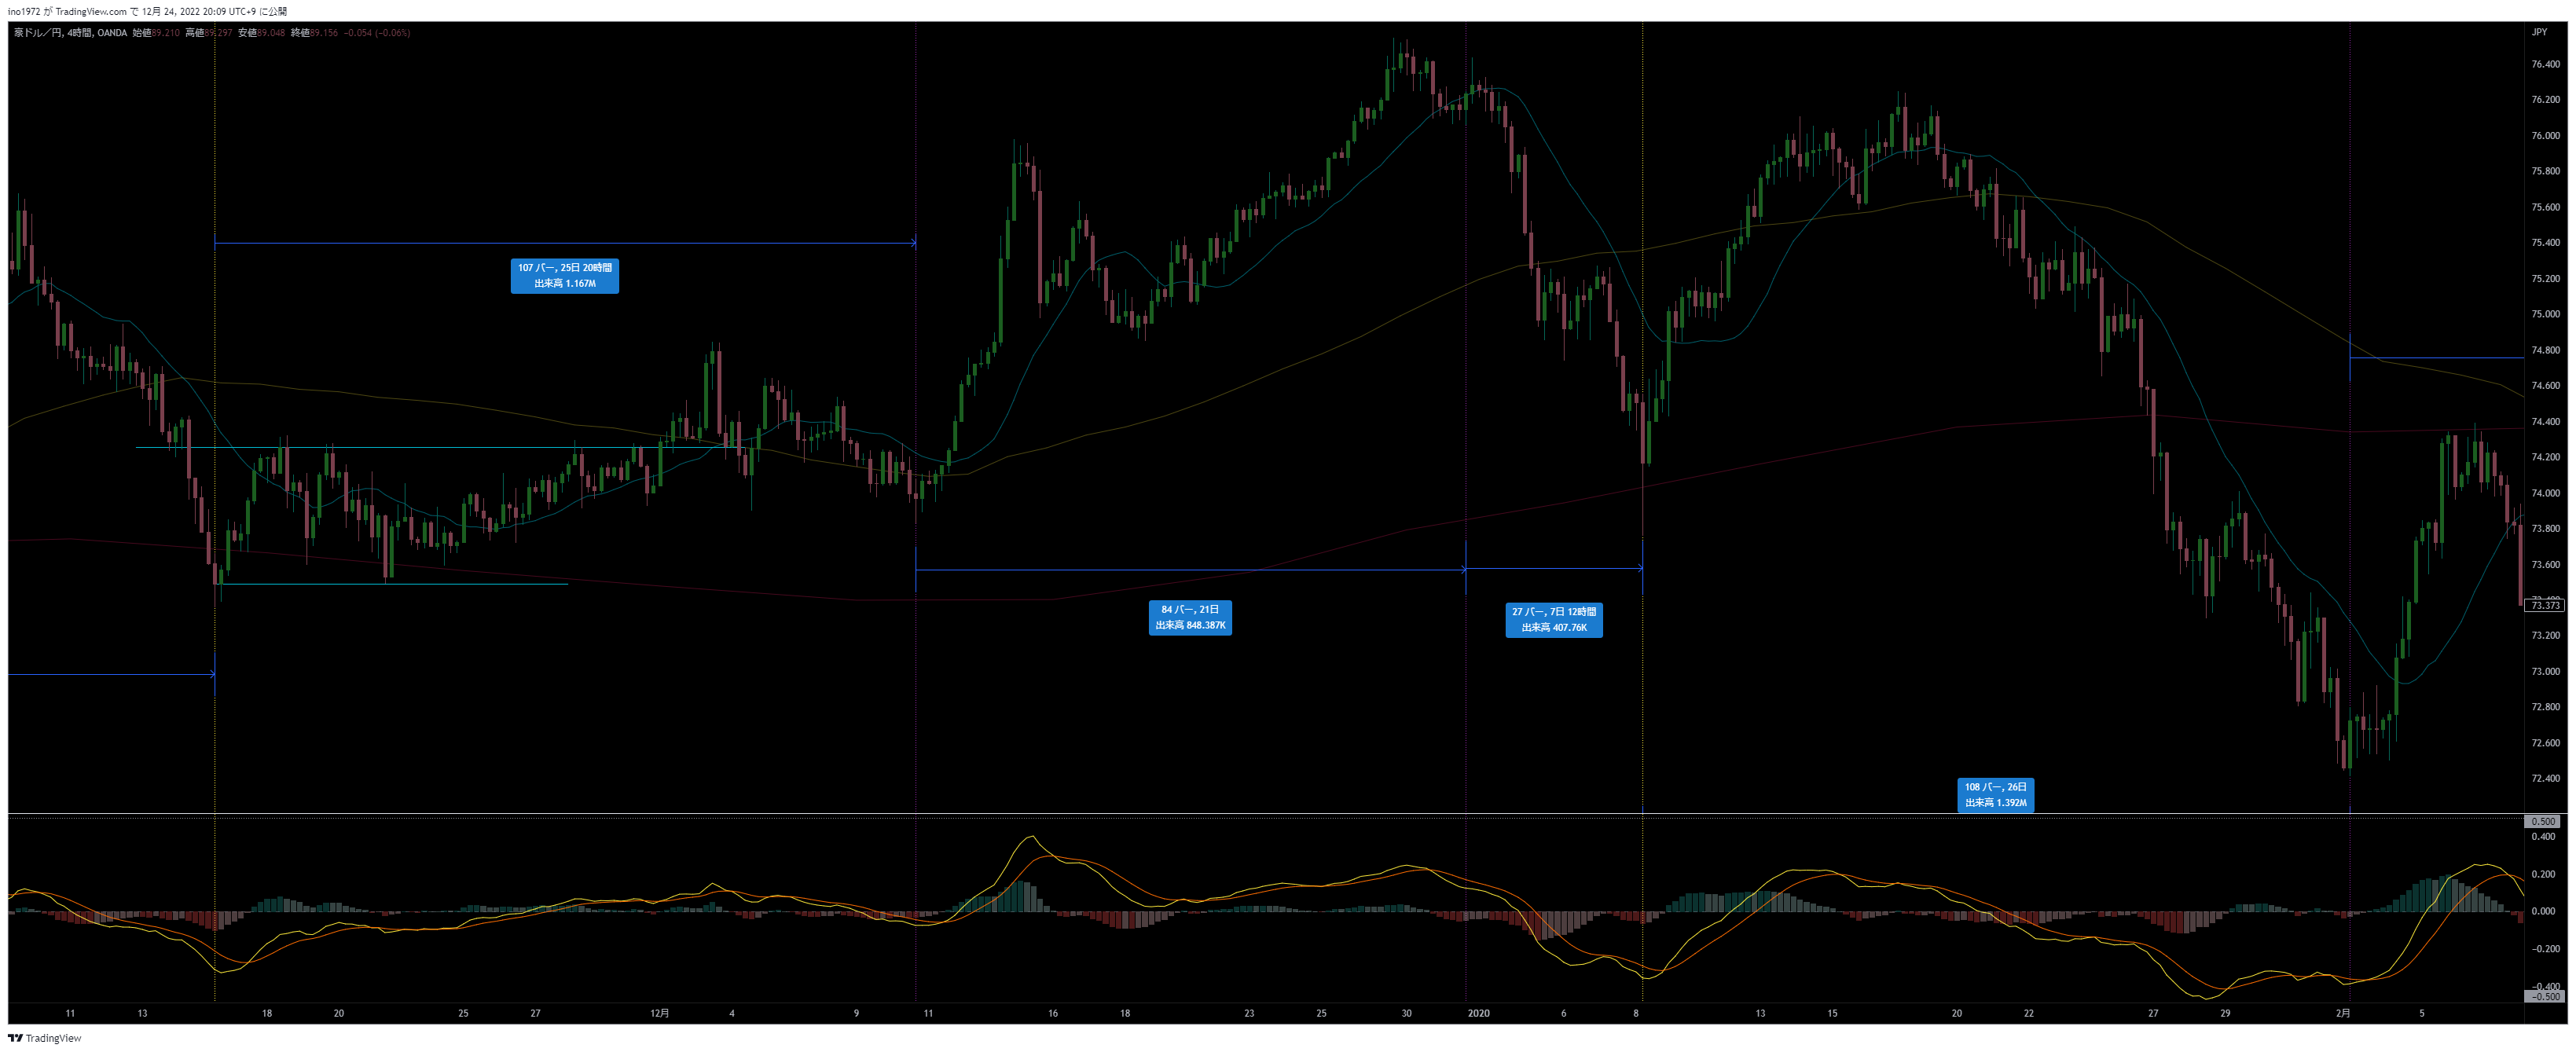 ino1972 が TradingView.com で 12月 24, 2022 20:09 UTC+9 に公開
豪ドル／円, 4時間, OANDA 始値89.210 高値89.297 安値89.048 終値89.156 −0.054 (−0.06%)
JPY
76.400
76.200
76.000
75.800
75.600
75.400
75.200
75.000
74.800
74.600
74.400
74.200
74.000
73.800
73.600
73.400
73.373
73.200
73.000
72.800
72.600
72.400
107 バー, 25日 20時間
出来高 1.167M
84 バー, 21日
出来高 848.387K
27 バー, 7日 12時間
出来高 407.76K
108 バー, 26日
出来高 1.392M
0.500
0.400
0.200
0.000
−0.200
−0.400
−0.500
11 13 18 20 25 27 12月 4 9 11 16 18 23 25 30 2020 6 8 13 15 20 22 27 29 2月 5
TradingView